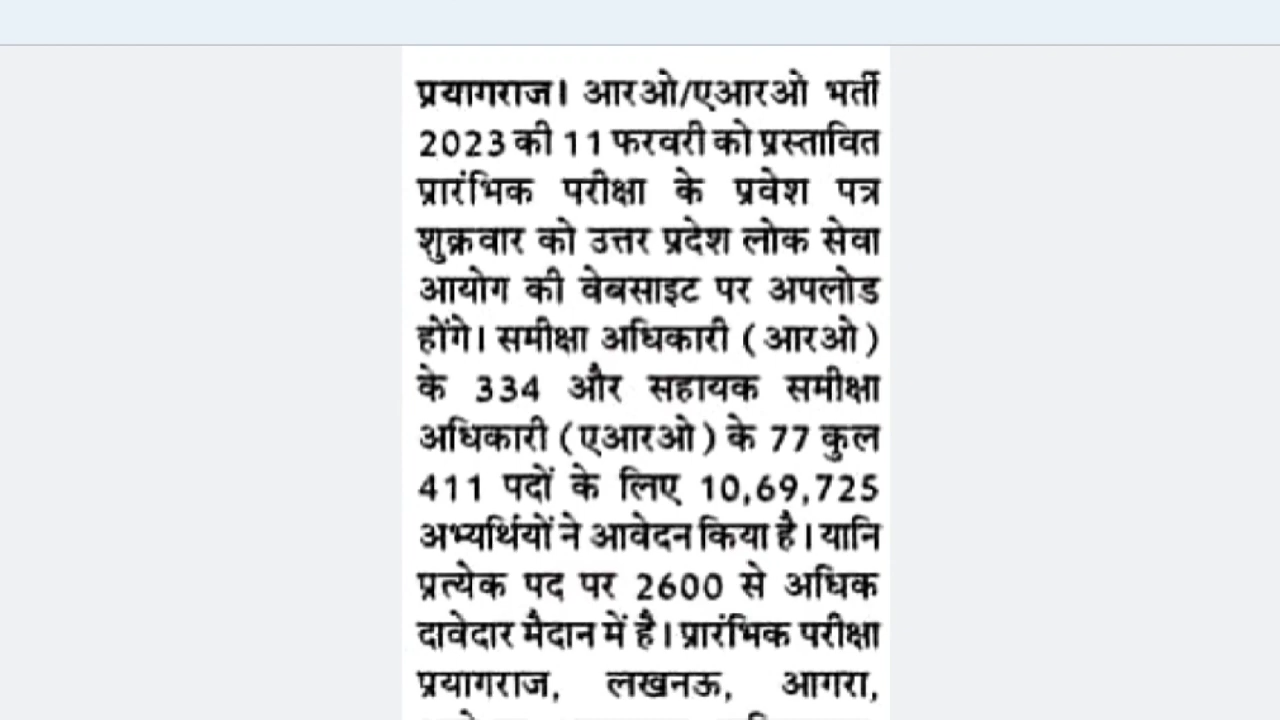 प्रयागराज। आरओ/एआरओ भर्ती
2023 की 11 फरवरी को प्रस्तावित
प्रारंभिक परीक्षा के प्रवेश पत्र
शुक्रवार को उत्तर प्रदेश लोक सेवा
आयोग की वेबसाइट पर अपलोड
होंगे। समीक्षा अधिकारी (आरओ)
के 334 और सहायक समीक्षा
अधिकारी (एआरओ) के 77 कुल
411 पदों के लिए 10,69,725
अभ्यर्थियों ने आवेदन किया है। यानि
प्रत्येक पद पर 2600 से अधिक
दावेदार मैदान में है। प्रारंभिक परीक्षा
प्रयागराज, लखनऊ, आगरा,